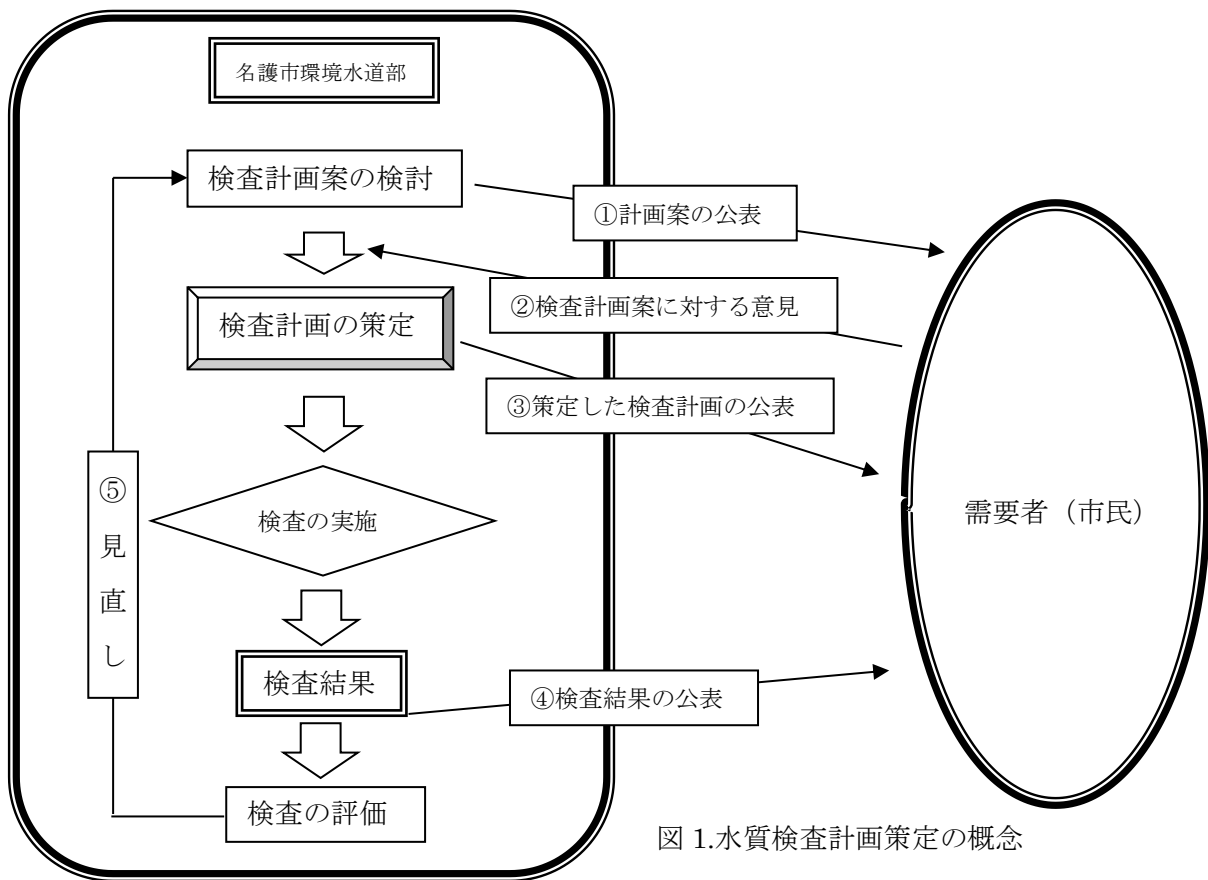 名護市環境水道部
検査計画案の検討
①計画案の公表
②検査計画案に対する意見
検査計画の策定
③策定した検査計画の公表
⑤見直し
検査の実施
需要者（市民）
検査結果
④検査結果の公表
検査の評価
図 1.水質検査計画策定の概念